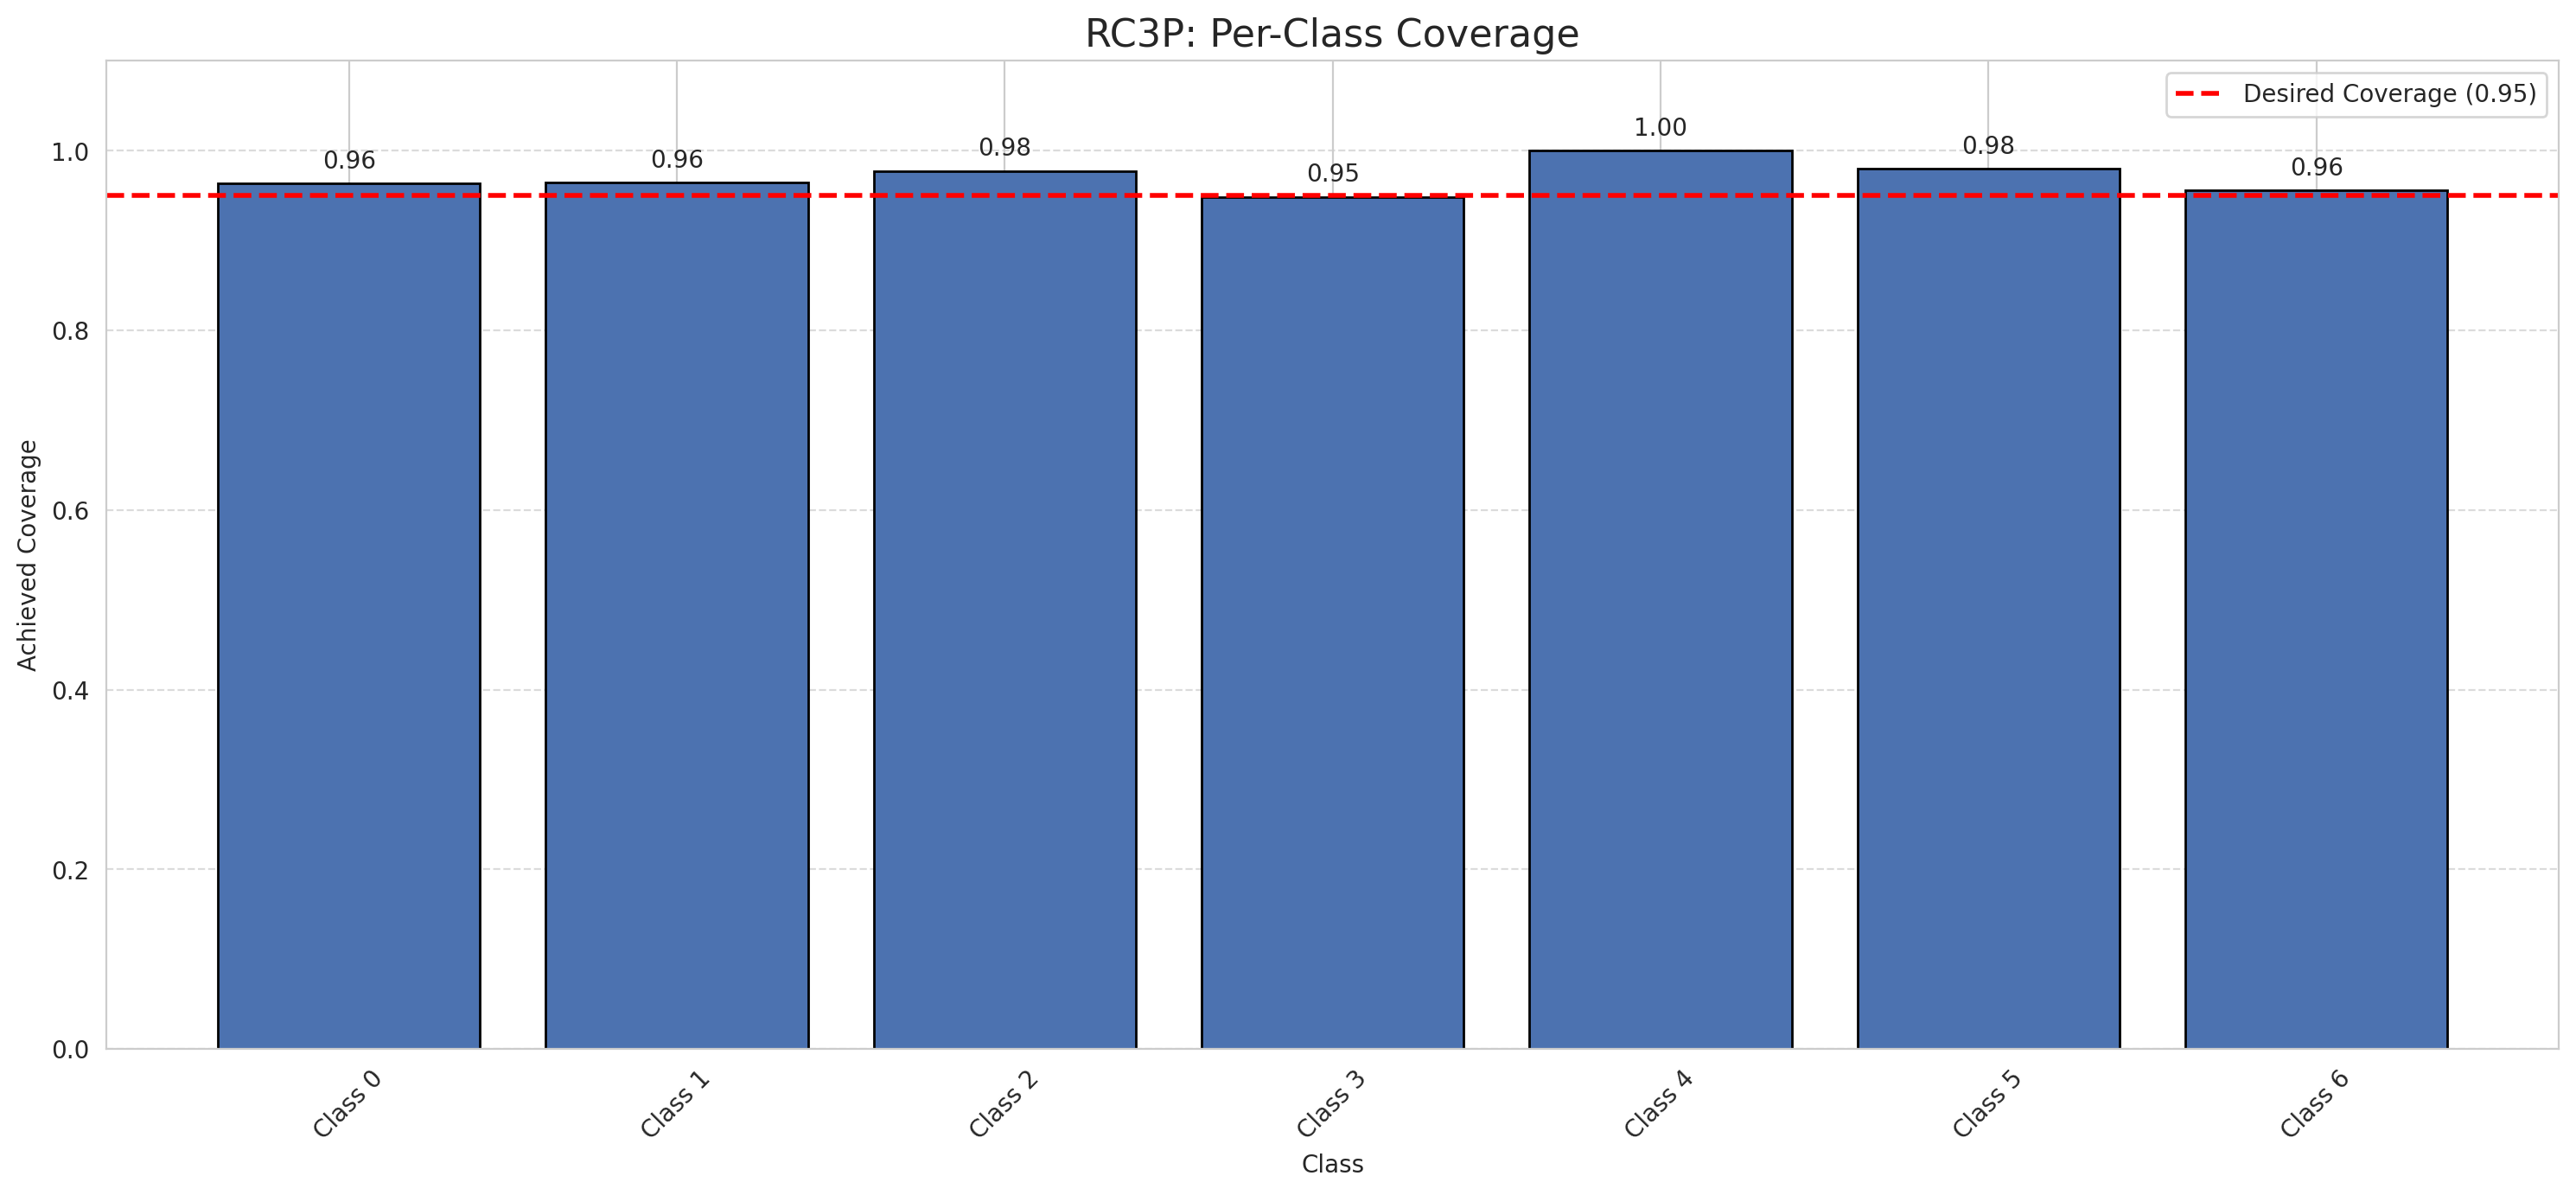 RC3P: Per-Class Coverage
Desired Coverage (0.95)
Achieved Coverage
1.0
0.8
0.6
0.4
0.2
0.0
0.96
0.96
0.98
0.95
1.00
0.98
0.96
Class 0
Class 1
Class 2
Class 3
Class 4
Class 5
Class 6
Class